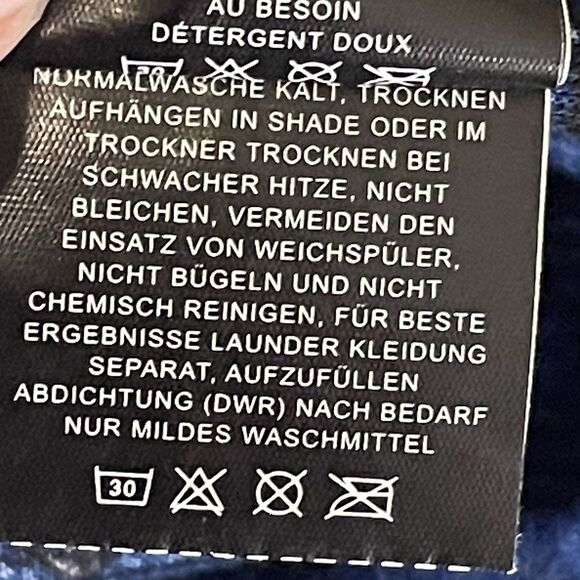 AU BESOIN
DÉTERGENT DOUX
NORMALWASCHE KALT, TROCKNEN
AUFHÄNGEN IN SHADE ODER IM
TROCKNER TROCKNEN BEI
SCHWACHER HITZE, NICHT
BLEICHEN, VERMEIDEN DEN
EINSATZ VON WEICHSPÜLER,
NICHT BÜGELN UND NICHT
CHEMISCH REINIGEN, FÜR BESTE
ERGEBNISSE LAUNDER KLEIDUNG
SEPARAT, AUFZUFÜLLEN
ABDICHTUNG (DWR) NACH BEDARF
NUR MILDES WASCHMITTEL
30